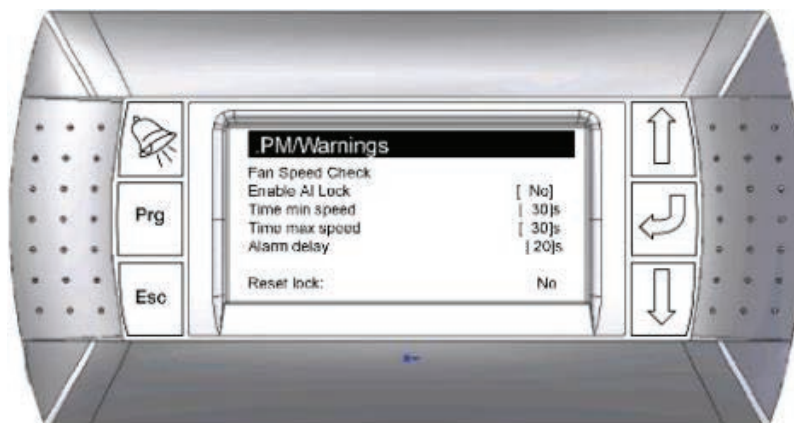 .PM/Warnings
Fan Speed Check
Enable AI Lock [ No]
Time min speed [ 30]s
Time max speed [ 30]s
Alarm delay [20]s
Reset lock: No
Prg
Esc